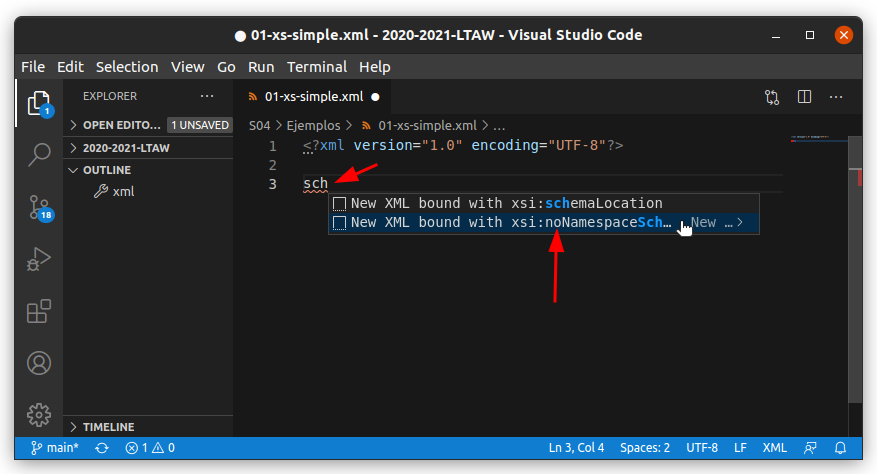 01-xs-simple.xml - 2020-2021-LTAW - Visual Studio Code
File Edit Selection View Go Run Terminal Help
EXPLORER ··· 01-xs-simple.xml ● ···
OPEN EDITO... 1 UNSAVED S04 > Ejemplos > 01-xs-simple.xml > ...
2020-2021-LTAW 1 <?xml version="1.0" encoding="UTF-8"?>
OUTLINE 2
xml 3 sch
New XML bound with xsi:schemaLocation
New XML bound with xsi:noNamespaceSch… New …>
1
18
TIMELINE
main* 1 0 Ln 3, Col 4 Spaces: 2 UTF-8 LF XML